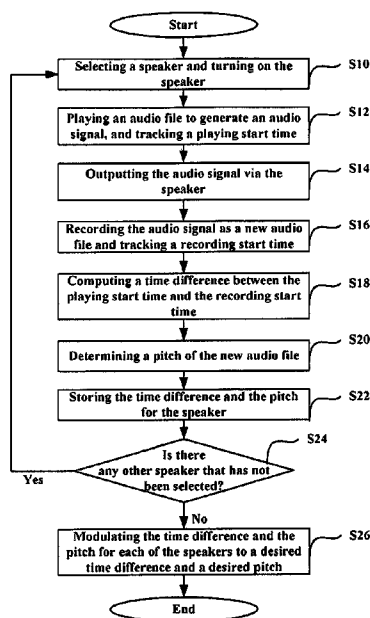 Start
Selecting a speaker and turning on the
speaker
S10
Playing an audio file to generate an audio
signal, and tracking a playing start time
S12
Outputting the audio signal via the
speaker
S14
Recording the audio signal as a new audio
file and tracking a recording start time
S16
Computing a time difference between the
playing start time and the recording start
time
S18
Determining a pitch of the new audio file
S20
Storing the time difference and the pitch
for the speaker
S22
Is there
any other speaker that has not
been selected?
S24
Yes
No
Modulating the time difference and the
pitch for each of the speakers to a desired
time difference and a desired pitch
S26
End